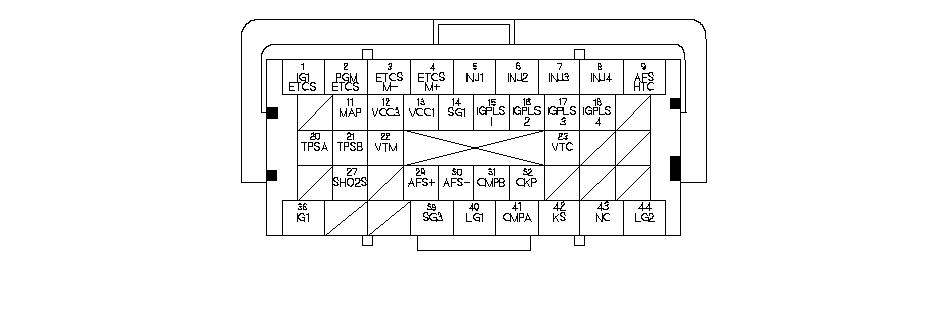 1 2 3 4 5 6 7 8 9
IG1 PGM ETCS ETCS INJ1 INJ2 INJ3 INJ4 AFS
ETCS ETCS M- M+ HTC
11 12 13 14 15 16 17 18
MAP VCC3 VCC1 SG1 IGPLS IGPLS IGPLS IGPLS
1 2 3 4
20 21 22 23
TPSA TPSB VTM VTC
27 29 30 31 32
SHO2S AFS+ AFS- CMPB CKP
36 39 40 41 42 43 44
IG1 SG3 LG1 CMPA KS NC LG2